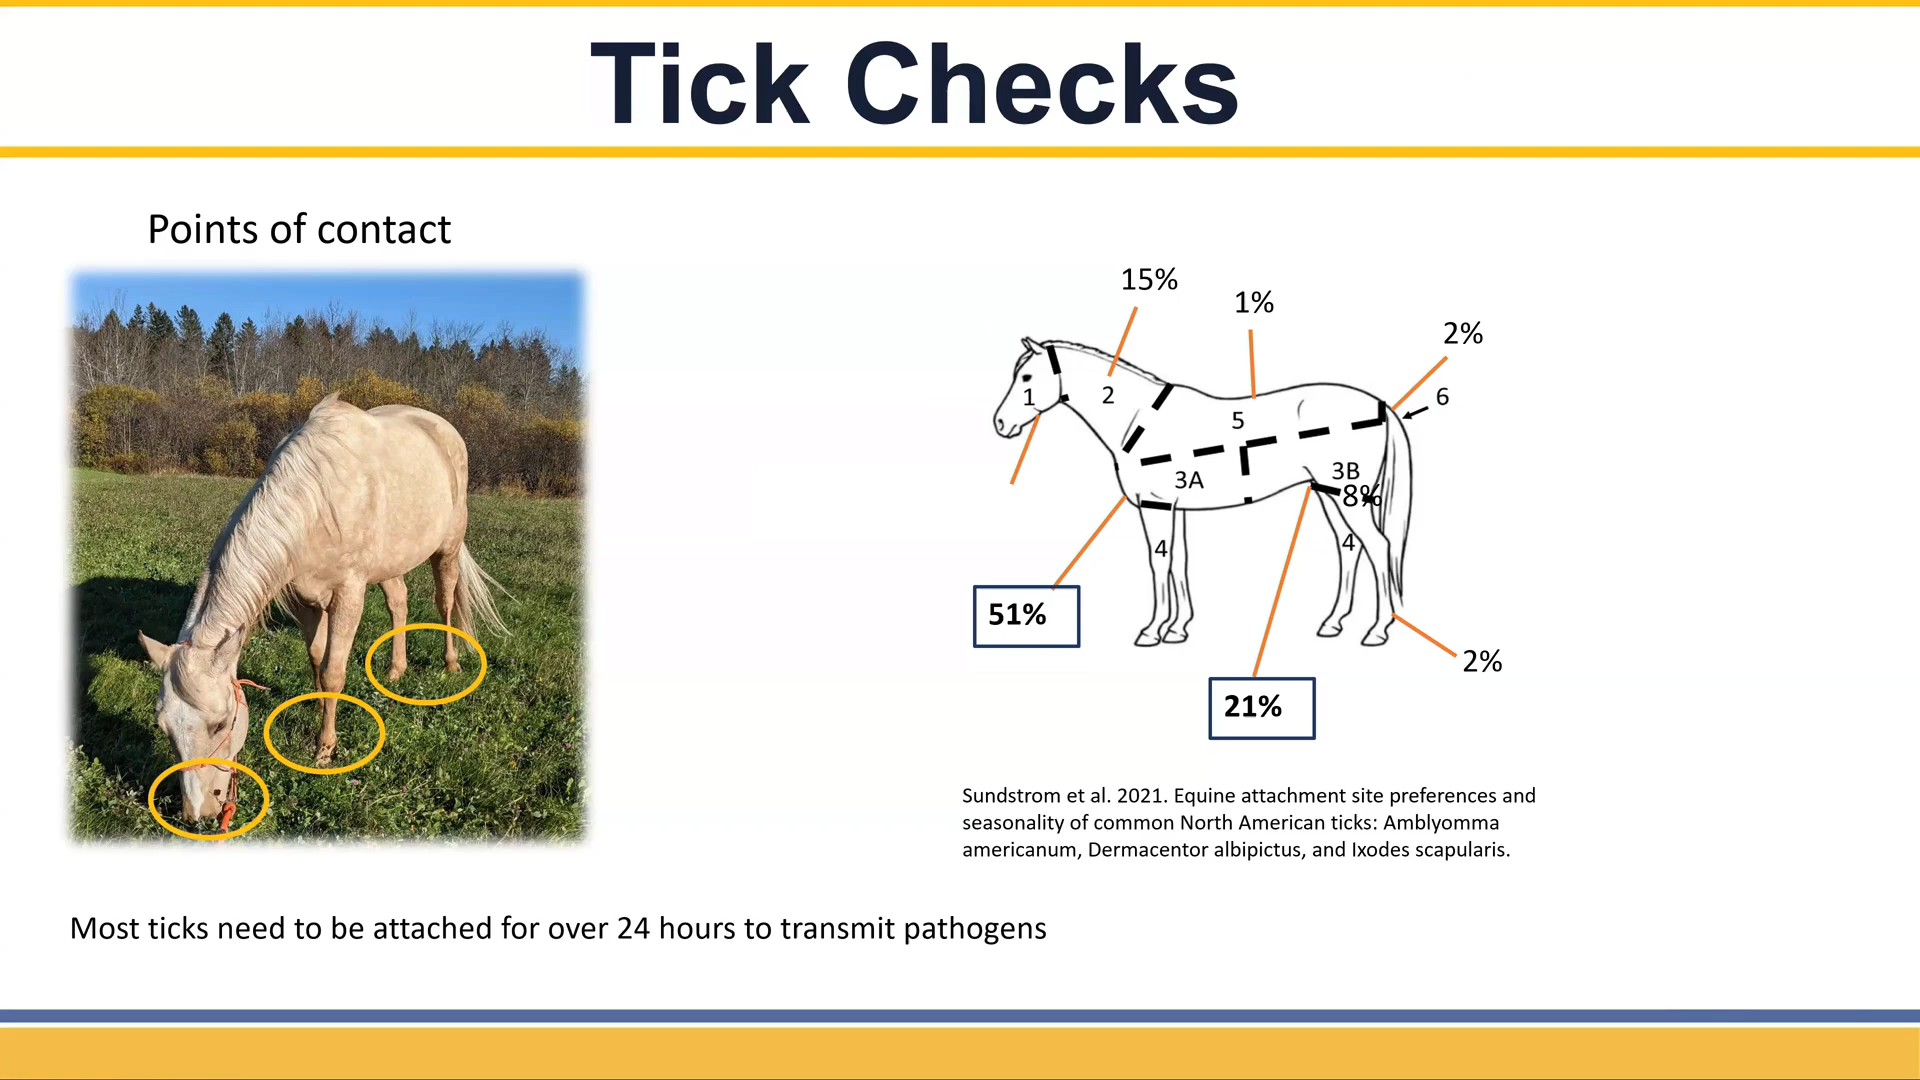 Tick Checks
Points of contact
15%
1%
2%
1
2
5
6
3A
3B
8%
4
4
51%
2%
21%
Sundstrom et al. 2021. Equine attachment site preferences and
seasonality of common North American ticks: Amblyomma
americanum, Dermacentor albipictus, and Ixodes scapularis.
Most ticks need to be attached for over 24 hours to transmit pathogens